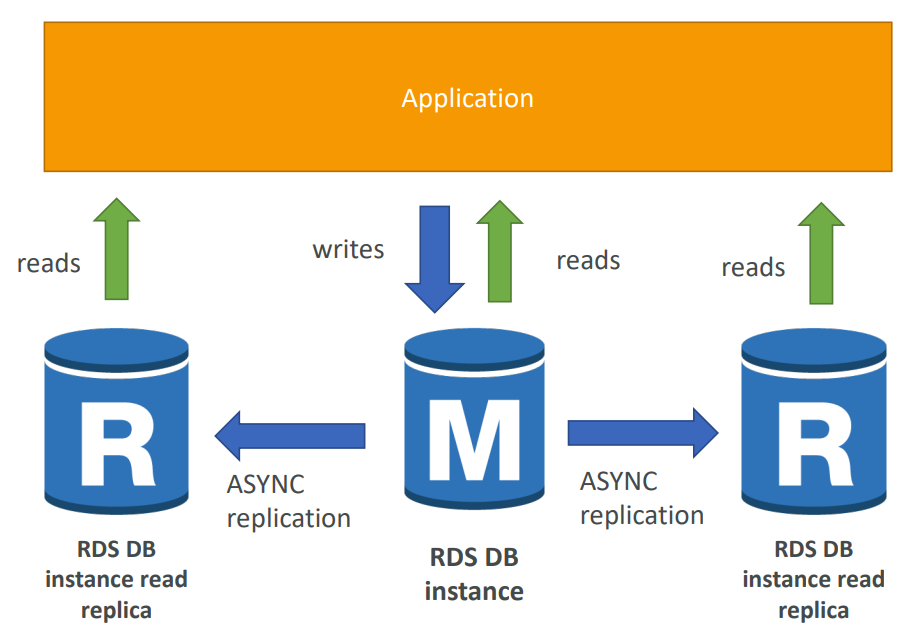 Application
reads
writes
reads
reads
R
M
R
ASYNC
replication
ASYNC
replication
RDS DB
instance read
replica
RDS DB
instance
RDS DB
instance read
replica